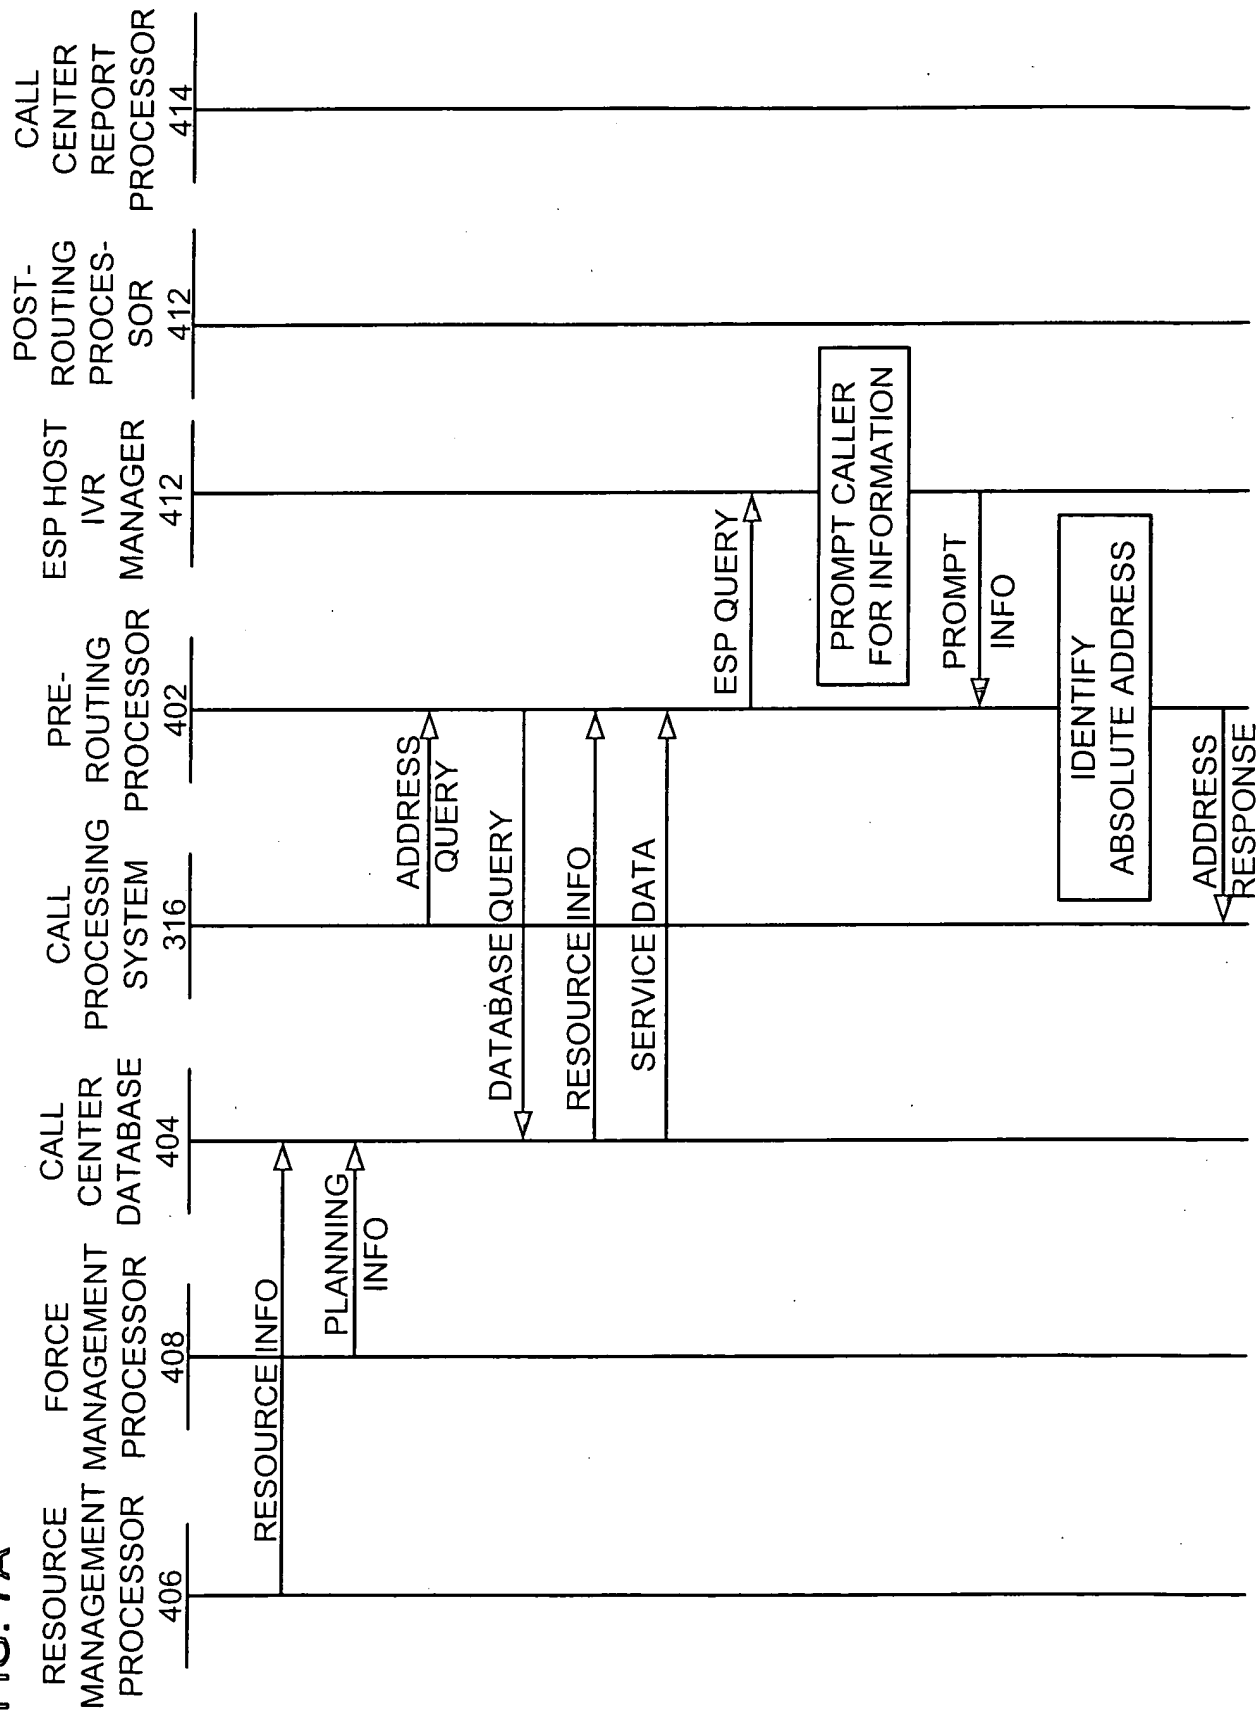 FIG. 7A
RESOURCE
MANAGEMENT
PROCESSOR
406
FORCE
MANAGEMENT
PROCESSOR
408
CALL
CENTER
DATABASE
404
CALL
PROCESSING
SYSTEM
316
PRE-
ROUTING
PROCESSOR
402
ESP HOST
IVR
MANAGER
412
POST-
ROUTING
PROCES-
SOR
412
CALL
CENTER
REPORT
PROCESSOR
414
RESOURCE INFO
PLANNING
INFO
ADDRESS
QUERY
DATABASE QUERY
RESOURCE INFO
SERVICE DATA
ESP QUERY
PROMPT CALLER
FOR INFORMATION
PROMPT
INFO
IDENTIFY
ABSOLUTE ADDRESS
ADDRESS
RESPONSE